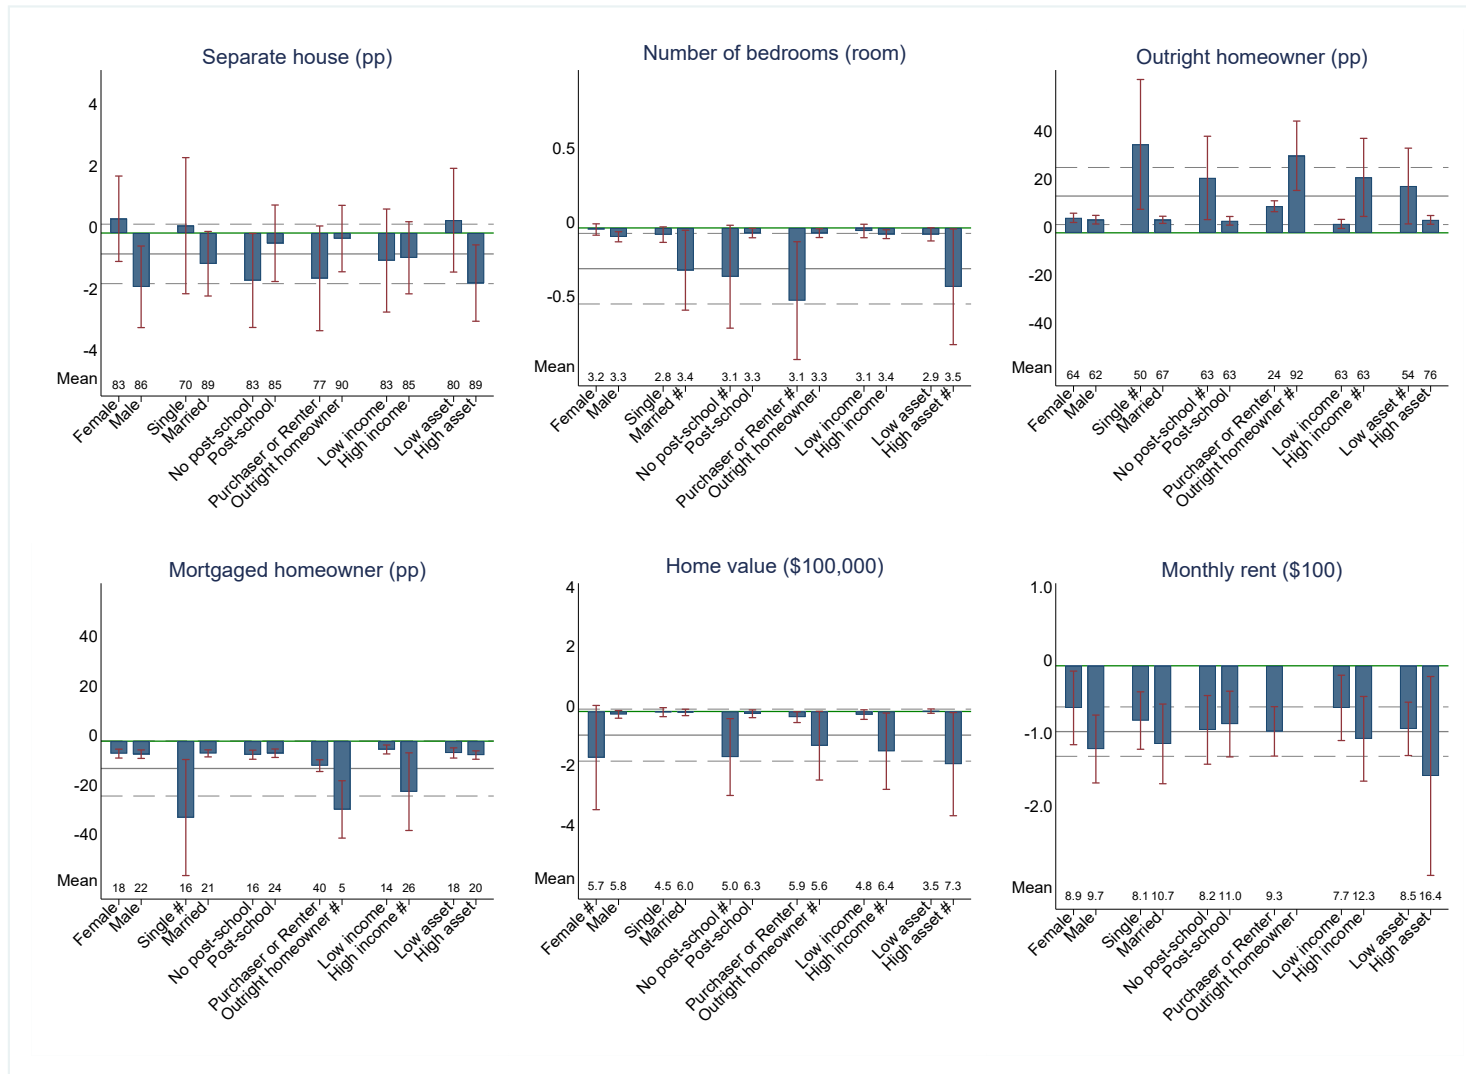 Separate house (pp)
4
2
0
-2
-4
Mean
83 86 70 89 83 85 77 90 83 85 80 89
Female
Male
Single
Married
No post-school
Post-school
Purchaser or Renter
Outright homeowner
Low income
High income
Low asset
High asset
Number of bedrooms (room)
0.5
0
-0.5
Mean
3.2 3.3 2.8 3.4 3.1 3.3 3.1 3.3 3.1 3.4 2.9 3.5
Female
Male
Single
Married #
No post-school #
Post-school
Purchaser or Renter #
Outright homeowner
Low income
High income
Low asset
High asset #
Outright homeowner (pp)
40
20
0
-20
-40
Mean
64 62 50 67 63 63 24 92 63 63 54 76
Female
Male
Single #
Married
No post-school #
Post-school
Purchaser or Renter
Outright homeowner #
Low income
High income #
Low asset #
High asset
Mortgaged homeowner (pp)
40
20
0
-20
-40
Mean
18 22 16 21 16 24 40 5 14 26 18 20
Female
Male
Single #
Married
No post-school
Post-school
Purchaser or Renter
Outright homeowner #
Low income
High income #
Low asset
High asset
Home value ($100,000)
4
2
0
-2
-4
Mean
5.7 5.8 4.5 6.0 5.0 6.3 5.9 5.6 4.8 6.4 3.5 7.3
Female #
Male
Single
Married
No post-school #
Post-school
Purchaser or Renter
Outright homeowner #
Low income
High income #
Low asset
High asset #
Monthly rent ($100)
1.0
0
-1.0
-2.0
Mean
8.9 9.7 8.1 10.7 8.2 11.0 9.3 7.7 12.3 8.5 16.4
Female
Male
Single
Married
No post-school
Post-school
Purchaser or Renter
Outright homeowner
Low income
High income
Low asset
High asset